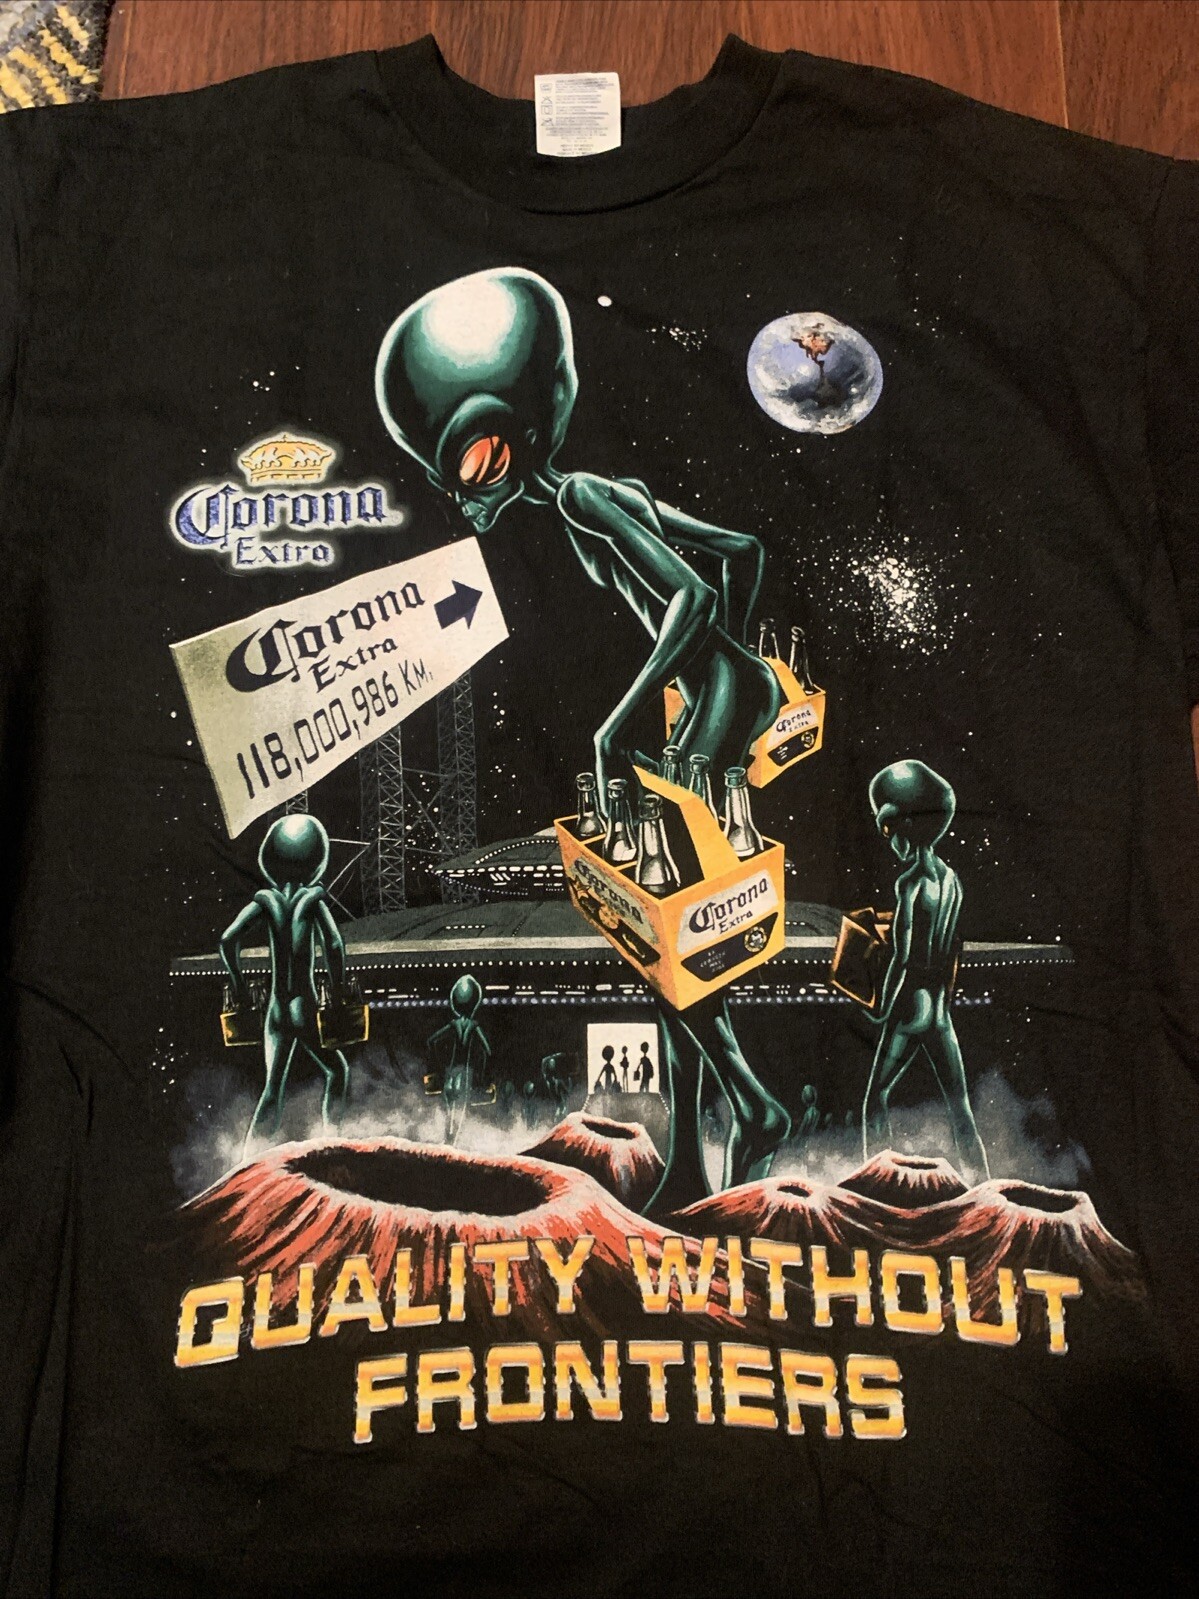 Corona
Extra
Corona
Extra
118,000,986 KM.
Corona
Extra
Corona
Corona
Extra
QUALITY WITHOUT
FRONTIERS